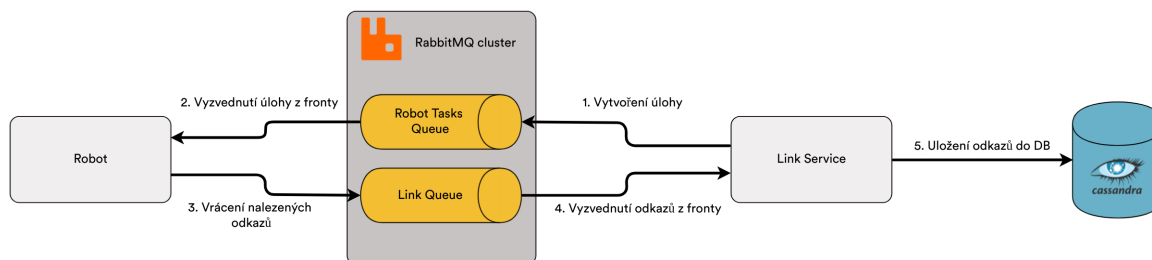 RabbitMQ cluster
2. Vyzvednutí úlohy z fronty
1. Vytvoření úlohy
Robot Tasks
Queue
Robot
Link Service
5. Uložení odkazů do DB
cassandra
Link Queue
3. Vrácení nalezených
odkazů
4. Vyzvednutí odkazů z fronty